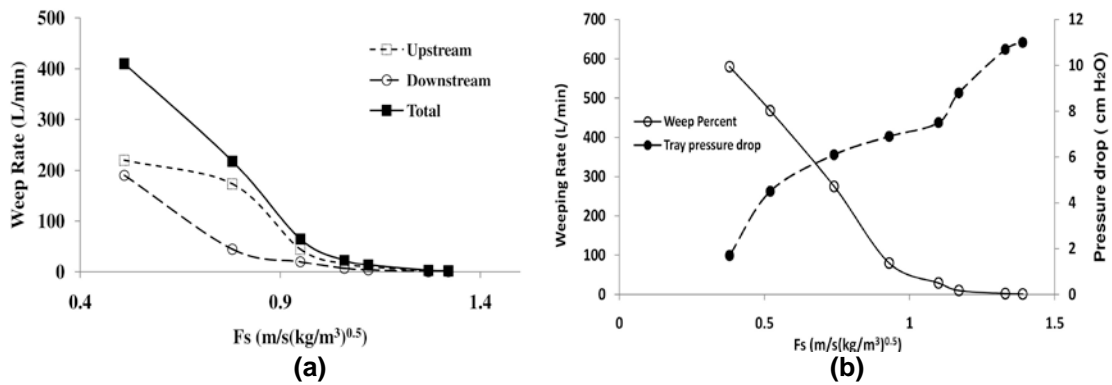 500
400
300
200
100
0
Weep Rate (L/min)
Upstream
Downstream
Total
0.4 0.9 1.4
Fs (m/s(kg/m³)^0.5)
(a)
700
600
500
400
300
200
100
0
Weeping Rate (L/min)
Weep Percent
Tray pressure drop
12
10
8
6
4
2
0
Pressure drop ( cm H₂O)
0 0.5 1 1.5
Fs (m/s(kg/m³)^0.5)
(b)